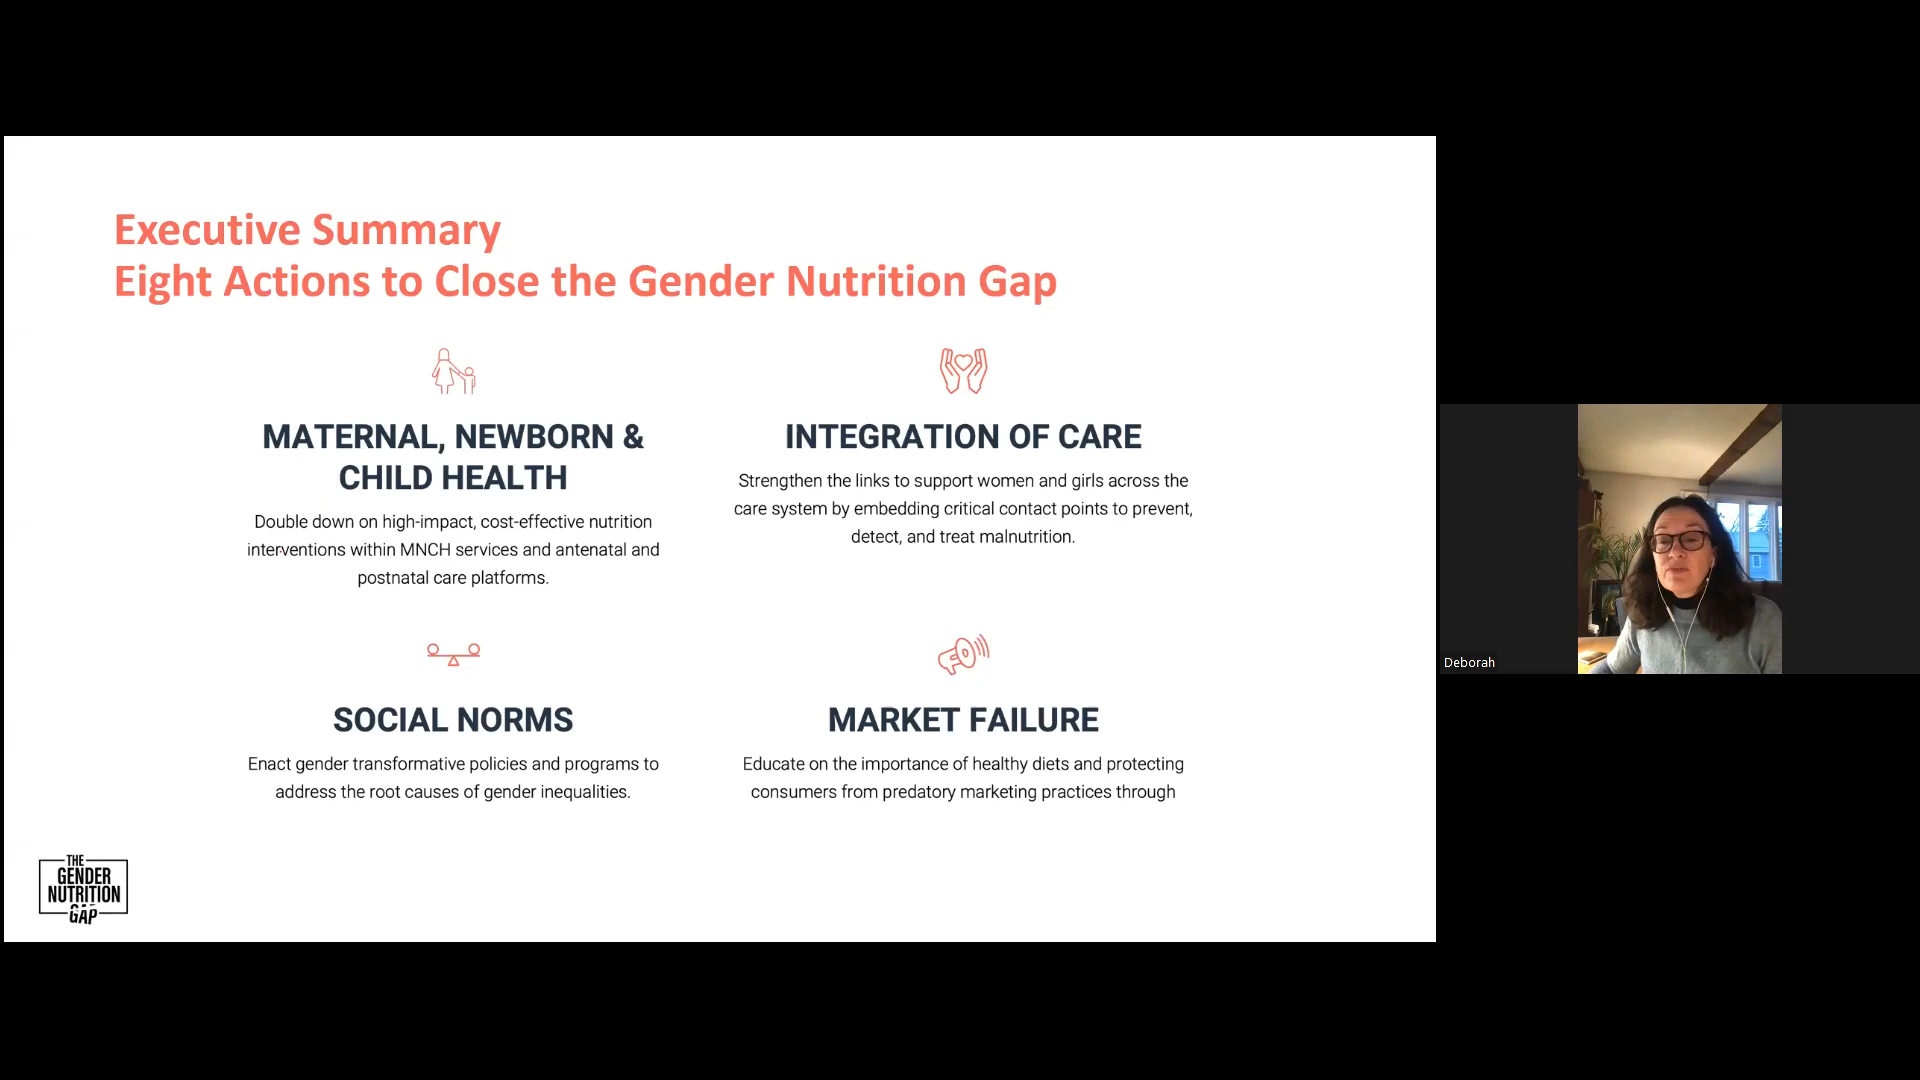 Executive Summary
Eight Actions to Close the Gender Nutrition Gap
MATERNAL, NEWBORN &
CHILD HEALTH
Double down on high-impact, cost-effective nutrition
interventions within MNCH services and antenatal and
postnatal care platforms.
INTEGRATION OF CARE
Strengthen the links to support women and girls across the
care system by embedding critical contact points to prevent,
detect, and treat malnutrition.
SOCIAL NORMS
Enact gender transformative policies and programs to
address the root causes of gender inequalities.
MARKET FAILURE
Educate on the importance of healthy diets and protecting
consumers from predatory marketing practices through
THE
GENDER
NUTRITION
GAP
Deborah